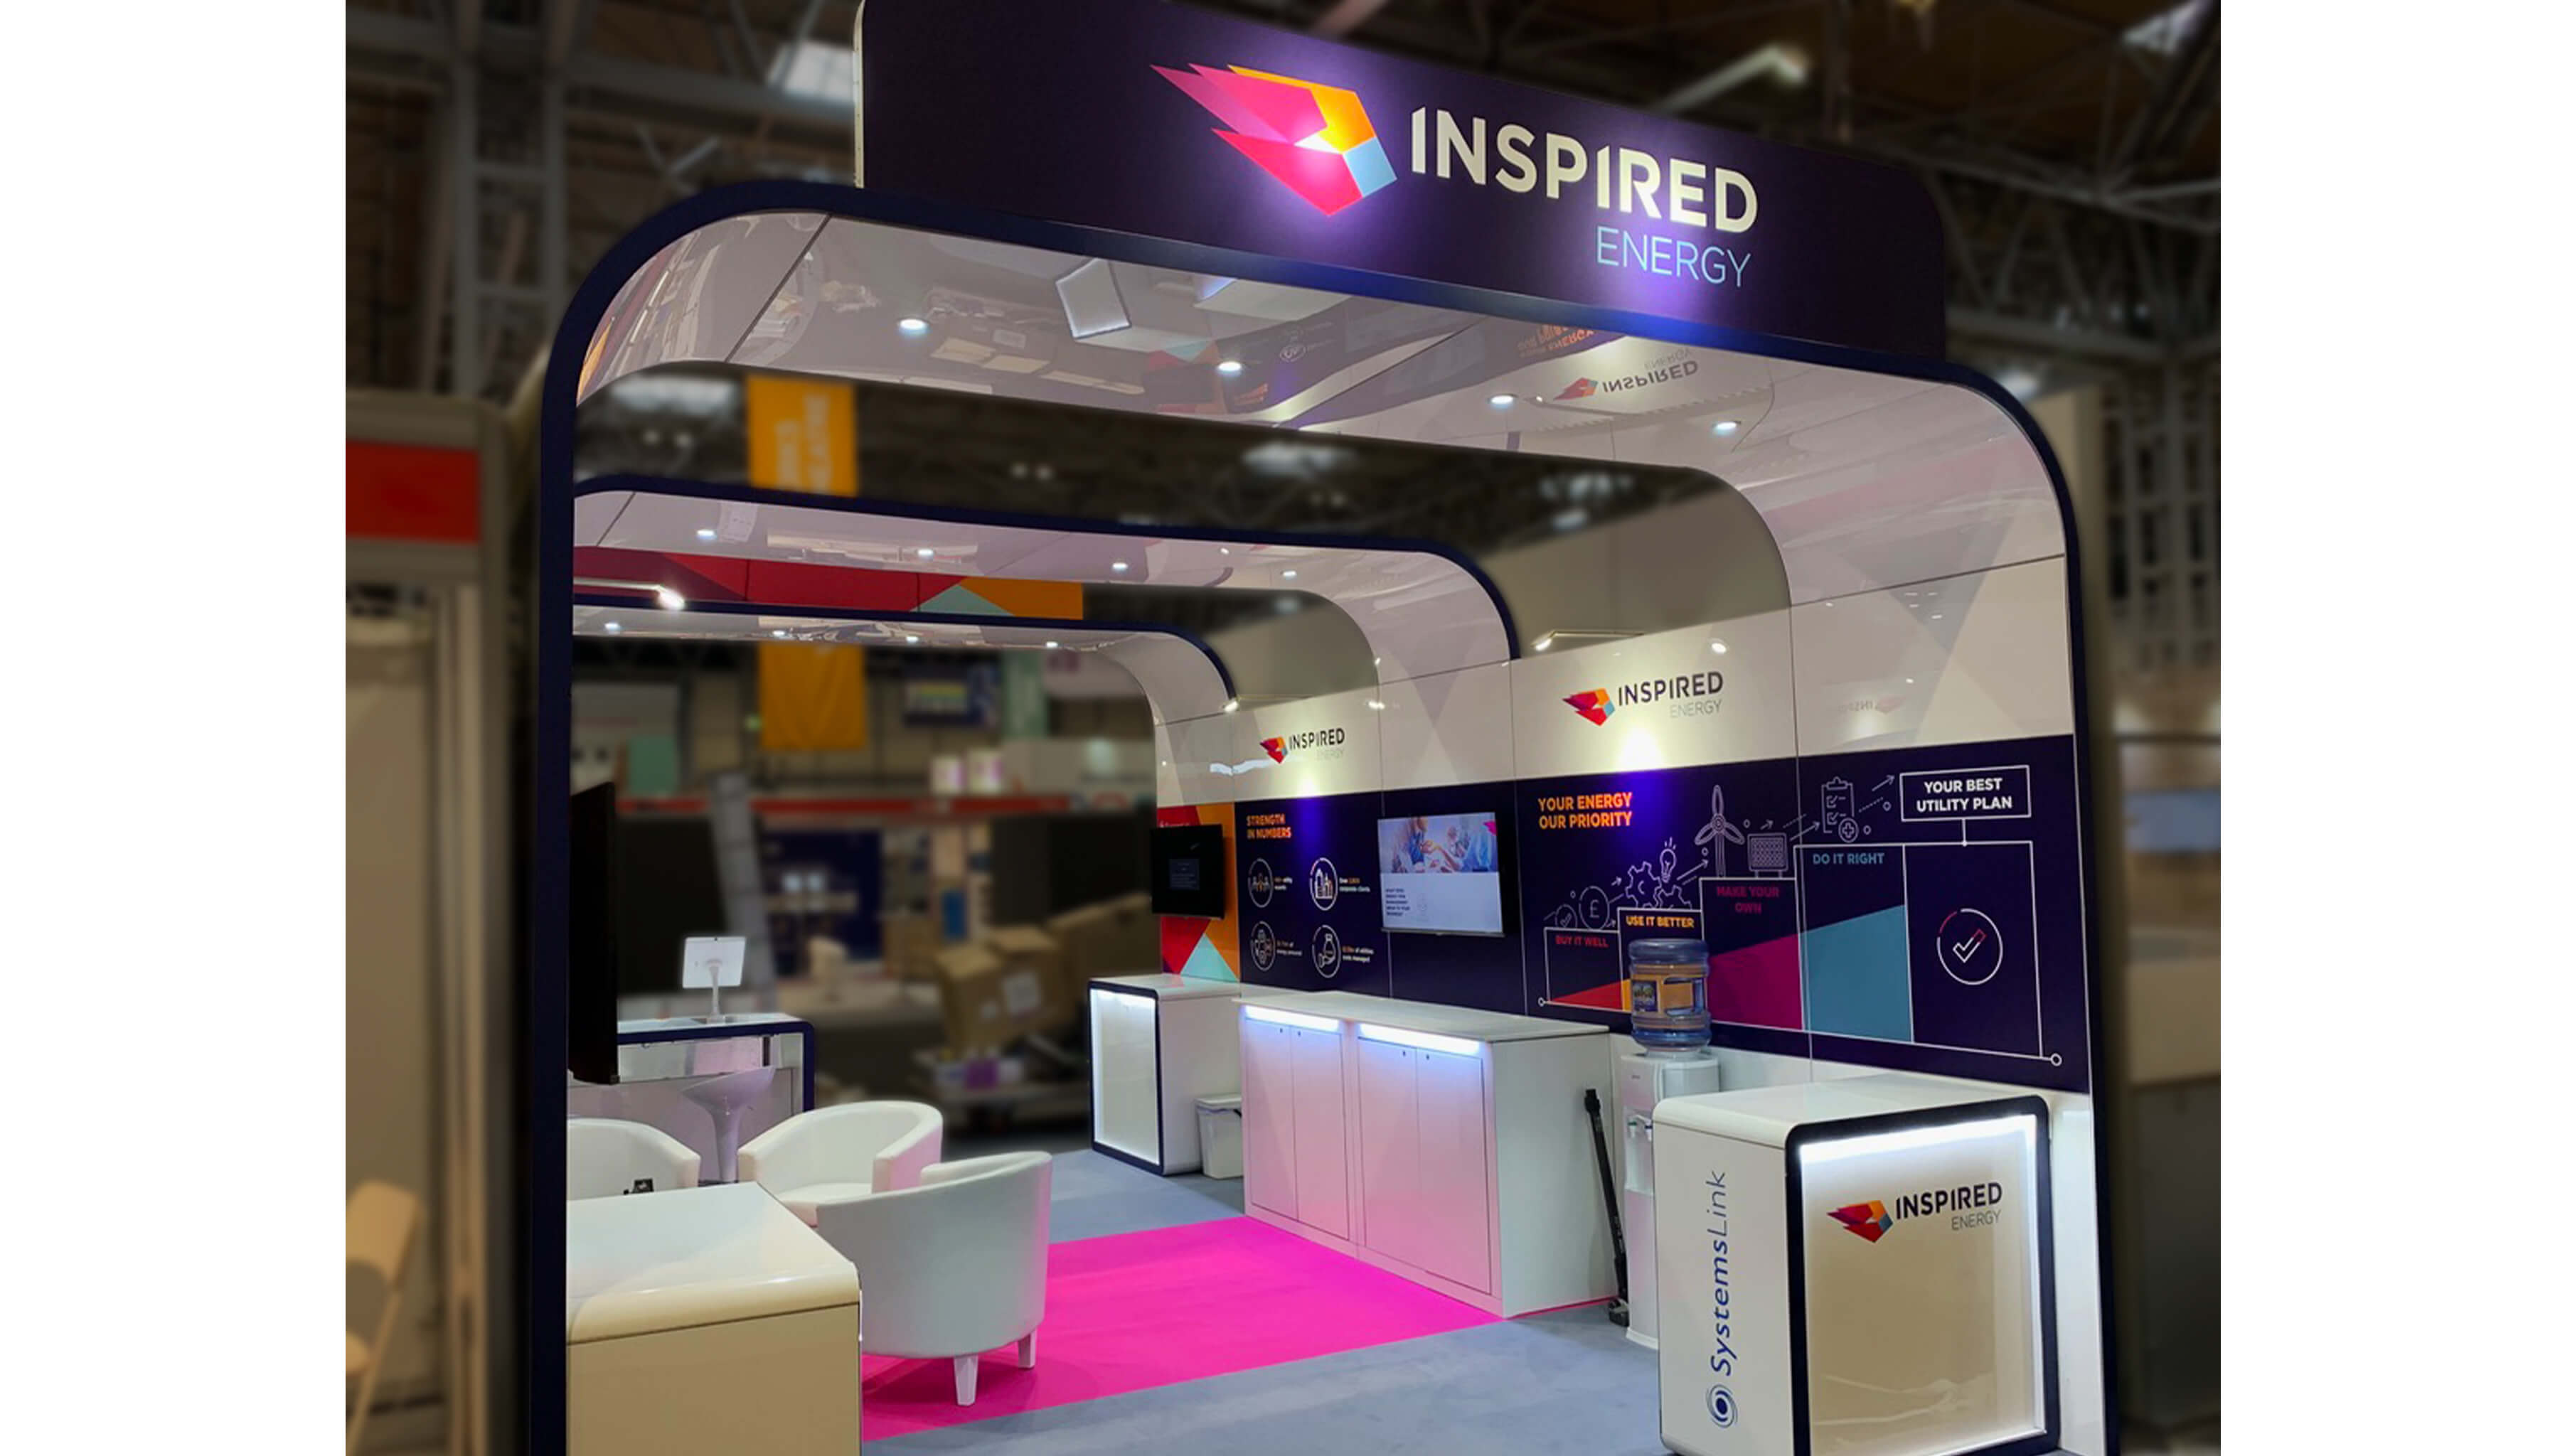 INSPIRED
ENERGY
INSPIRED
ENERGY
INSPIRED
ENERGY
INSPIRED
ENERGY
STRENGTH
IN NUMBERS
YOUR ENERGY
OUR PRIORITY
YOUR BEST
UTILITY PLAN
DO IT RIGHT
MAKE YOUR
OWN
USE IT BETTER
BUY IT WELL
£
SystemsLink
INSPIRED
ENERGY